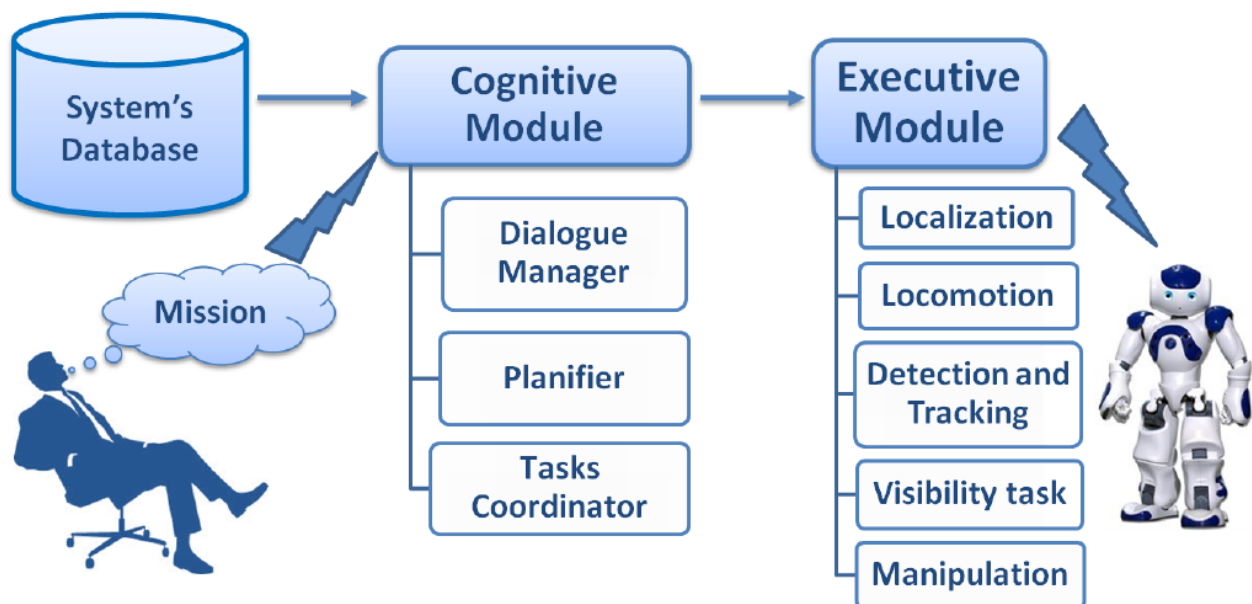 System's
Database
Cognitive
Module
Executive
Module
Mission
Dialogue
Manager
Planifier
Tasks
Coordinator
Localization
Locomotion
Detection and
Tracking
Visibility task
Manipulation